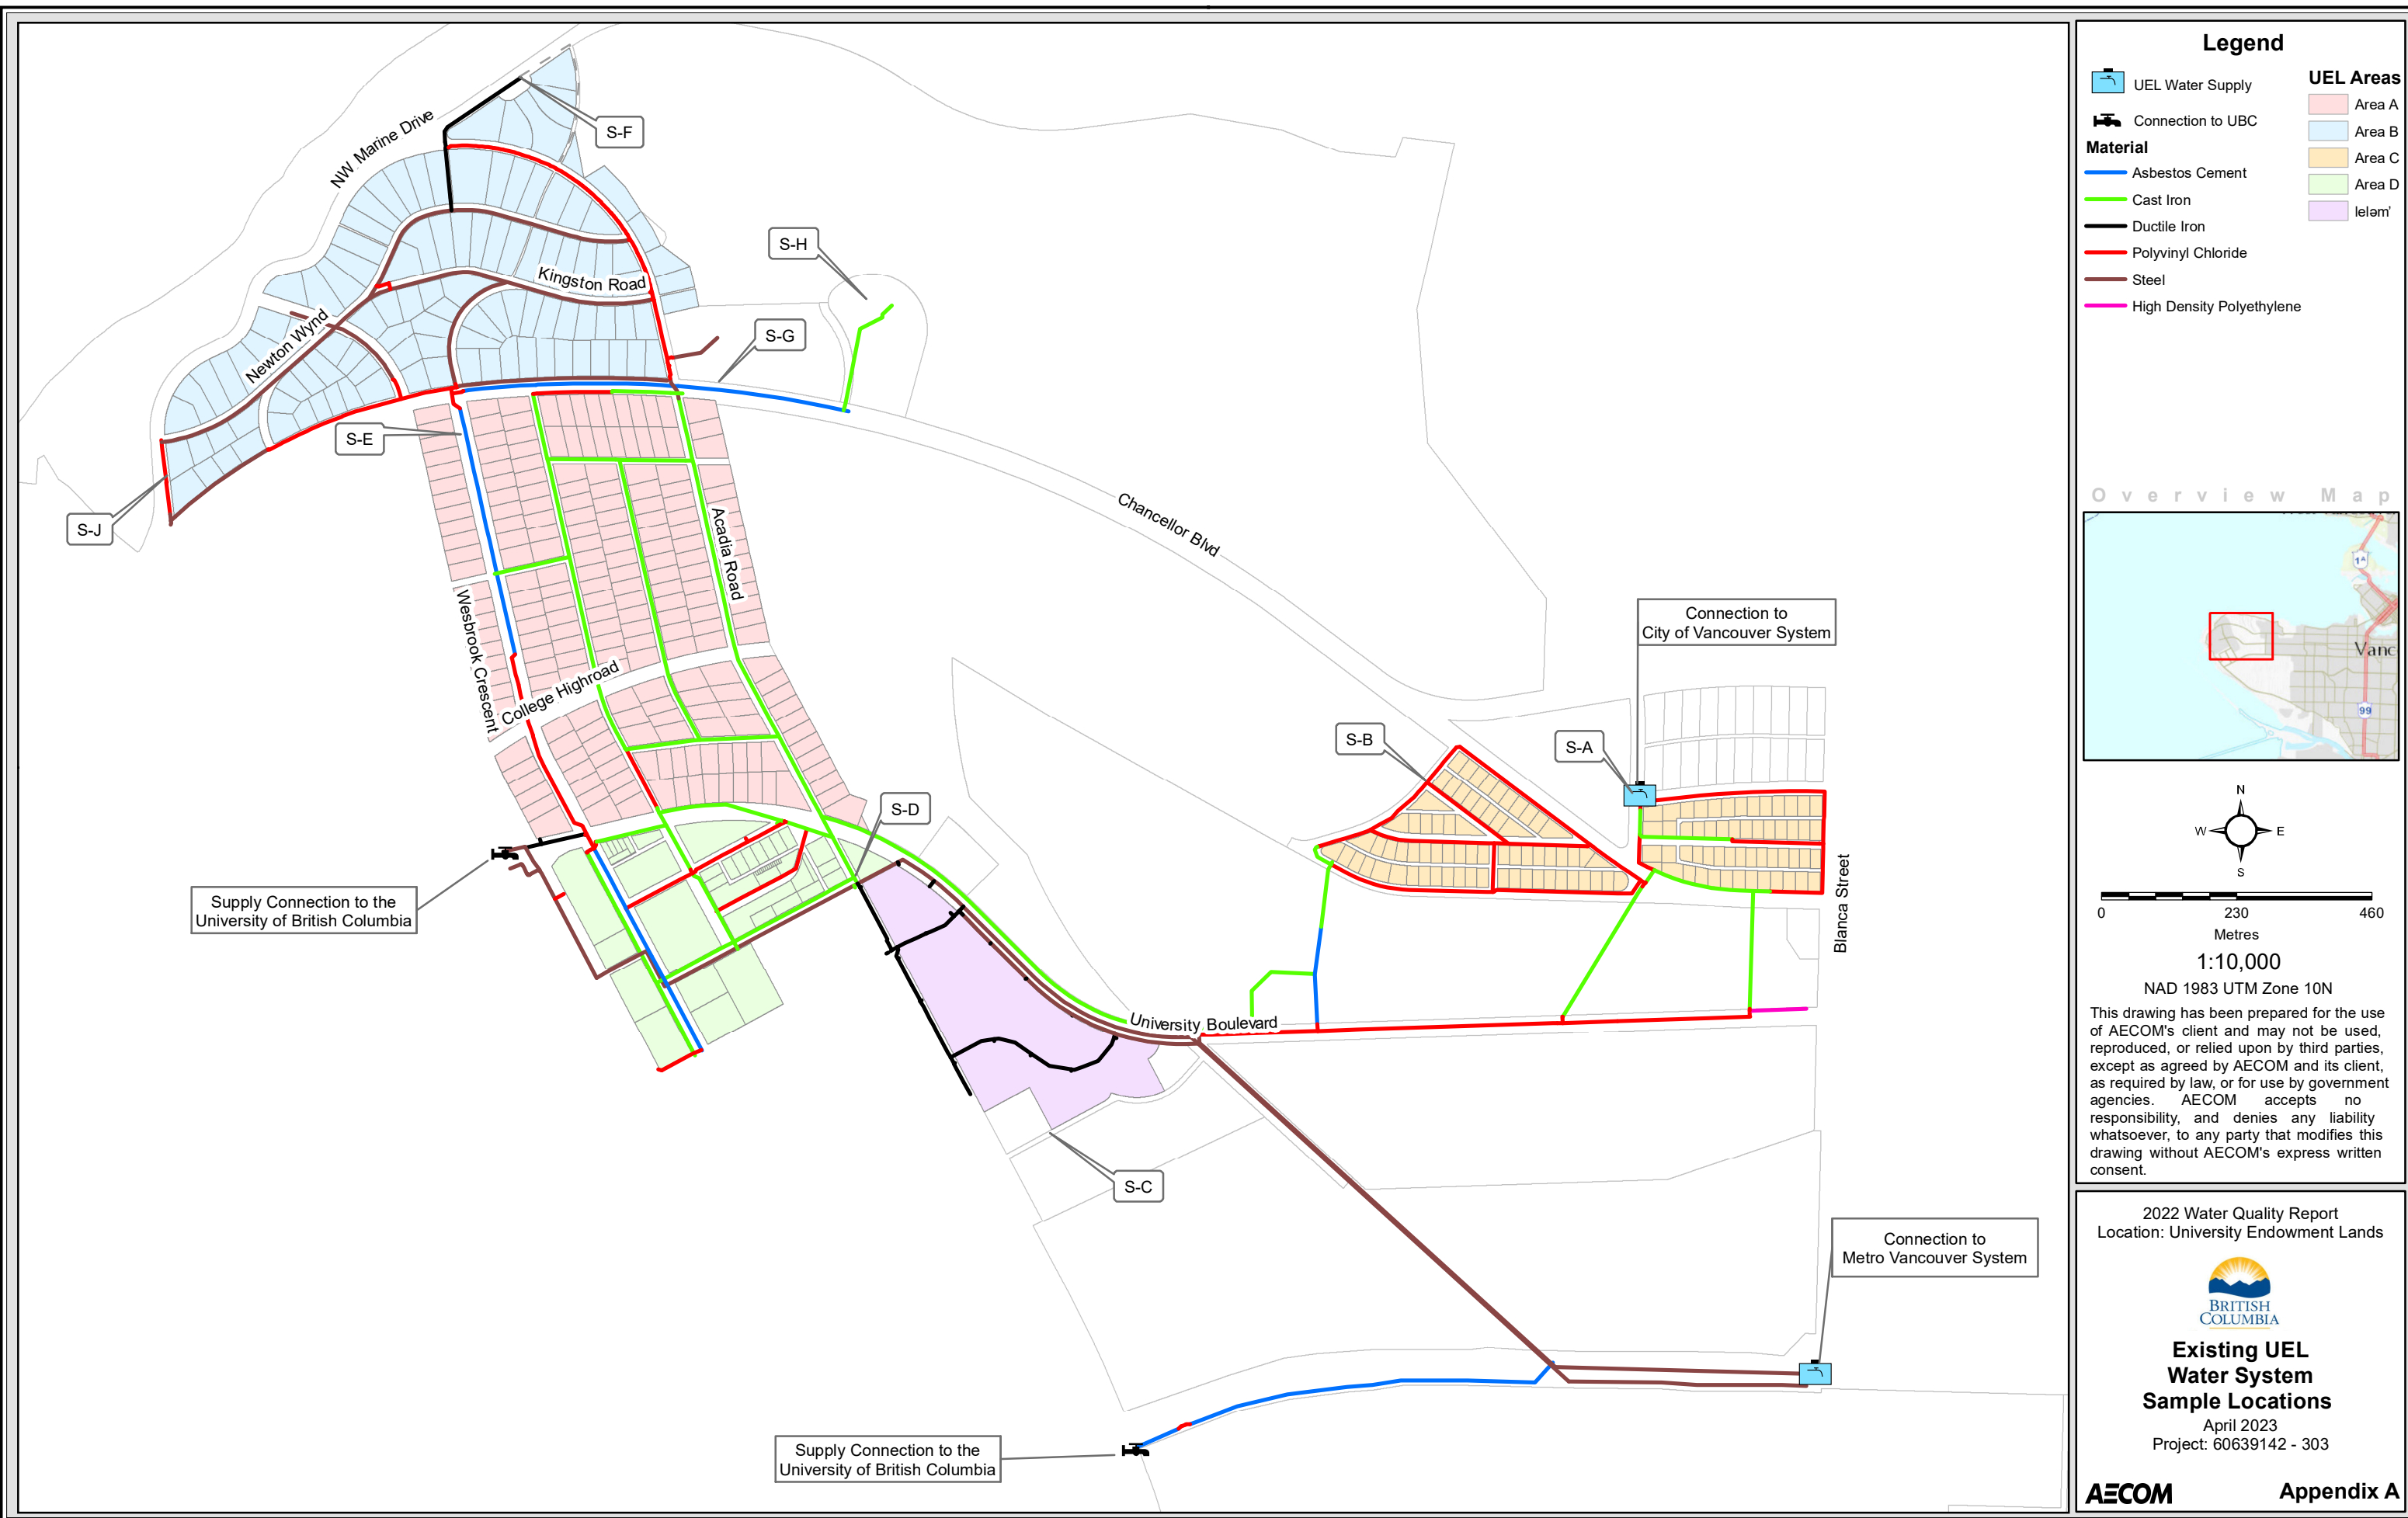 NW Marine Drive
S-F
S-H
Kingston Road
S-G
Newton Wynd
S-E
S-J
Chancellor Blvd
Acadia Road
Wesbrook Crescent
College Highroad
Connection to
City of Vancouver System
S-B
S-A
S-D
Supply Connection to the
University of British Columbia
Blanca Street
University Boulevard
S-C
Connection to
Metro Vancouver System
Supply Connection to the
University of British Columbia
Legend
UEL Water Supply
Connection to UBC
Material
Asbestos Cement
Cast Iron
Ductile Iron
Polyvinyl Chloride
Steel
High Density Polyethylene
UEL Areas
Area A
Area B
Area C
Area D
leləm'
Overview Map
1A
Vanc
99
N
W E
S
0 230 460
Metres
1:10,000
NAD 1983 UTM Zone 10N
This drawing has been prepared for the use
of AECOM's client and may not be used,
reproduced, or relied upon by third parties,
except as agreed by AECOM and its client,
as required by law, or for use by government
agencies. AECOM accepts no
responsibility, and denies any liability
whatsoever, to any party that modifies this
drawing without AECOM's express written
consent.
2022 Water Quality Report
Location: University Endowment Lands
BRITISH
COLUMBIA
Existing UEL
Water System
Sample Locations
April 2023
Project: 60639142 - 303
AECOM
Appendix A